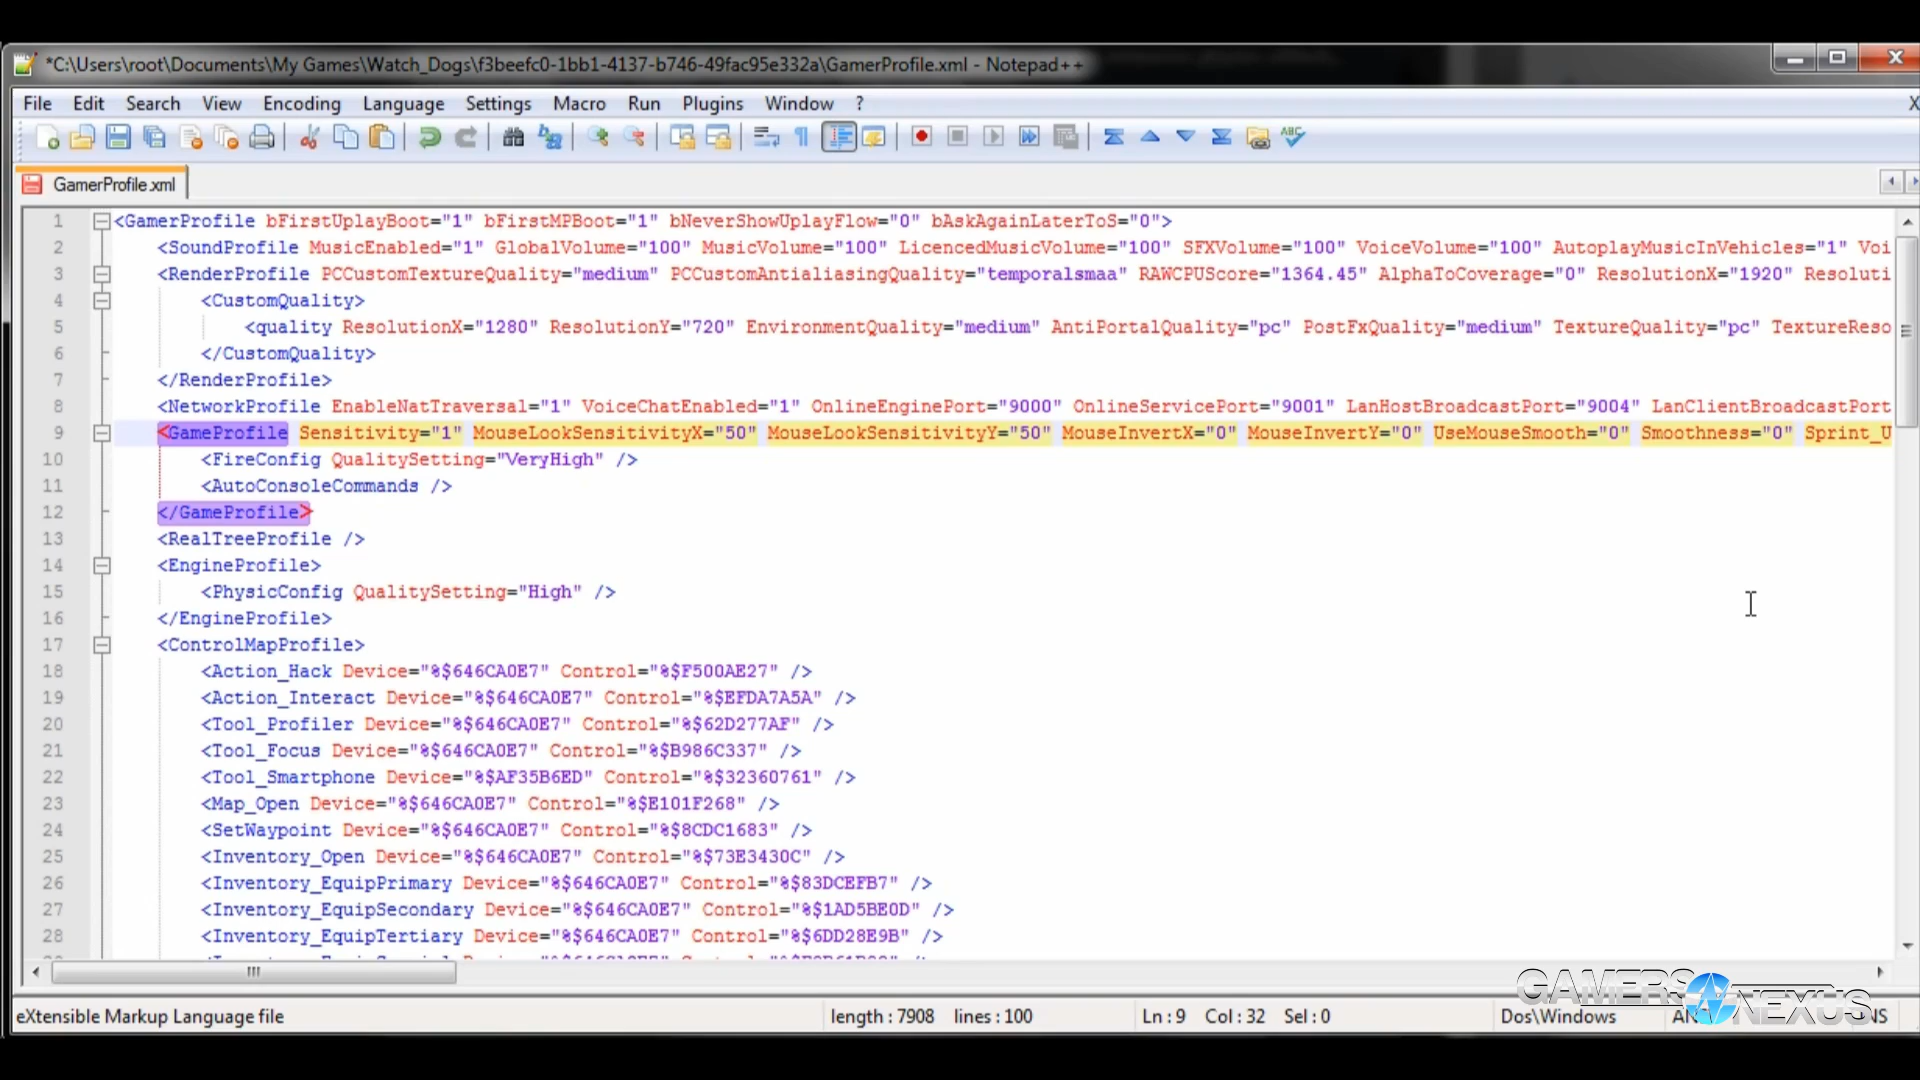 *C:\Users\root\Documents\My Games\Watch_Dogs\f3beefc0-1bb1-4137-b746-49fac95e332a\GamerProfile.xml - Notepad++
File Edit Search View Encoding Language Settings Macro Run Plugins Window ? X
GamerProfile.xml
1 <GamerProfile bFirstUplayBoot="1" bFirstMPBoot="1" bNeverShowUplayFlow="0" bAskAgainLaterToS="0">
2 <SoundProfile MusicEnabled="1" GlobalVolume="100" MusicVolume="100" LicencedMusicVolume="100" SFXVolume="100" VoiceVolume="100" AutoplayMusicInVehicles="1" Voi
3 <RenderProfile PCCustomTextureQuality="medium" PCCustomAntialiasingQuality="temporalsmaa" RAWCPUScore="1364.45" AlphaToCoverage="0" ResolutionX="1920" Resoluti
4 <CustomQuality>
5 <quality ResolutionX="1280" ResolutionY="720" EnvironmentQuality="medium" AntiPortalQuality="pc" PostFxQuality="medium" TextureQuality="pc" TextureReso
6 </CustomQuality>
7 </RenderProfile>
8 <NetworkProfile EnableNatTraversal="1" VoiceChatEnabled="1" OnlineEnginePort="9000" OnlineServicePort="9001" LanHostBroadcastPort="9004" LanClientBroadcastPort
9 <GameProfile Sensitivity="1" MouseLookSensitivityX="50" MouseLookSensitivityY="50" MouseInvertX="0" MouseInvertY="0" UseMouseSmooth="0" Smoothness="0" Sprint_U
10 <FireConfig QualitySetting="VeryHigh" />
11 <AutoConsoleCommands />
12 </GameProfile>
13 <RealTreeProfile />
14 <EngineProfile>
15 <PhysicConfig QualitySetting="High" />
16 </EngineProfile>
17 <ControlMapProfile>
18 <Action_Hack Device="%$646CA0E7" Control="%$F500AE27" />
19 <Action_Interact Device="%$646CA0E7" Control="%$EFDA7A5A" />
20 <Tool_Profiler Device="%$646CA0E7" Control="%$62D277AF" />
21 <Tool_Focus Device="%$646CA0E7" Control="%$B986C337" />
22 <Tool_Smartphone Device="%$AF35B6ED" Control="%$32360761" />
23 <Map_Open Device="%$646CA0E7" Control="%$E101F268" />
24 <SetWaypoint Device="%$646CA0E7" Control="%$8CDC1683" />
25 <Inventory_Open Device="%$646CA0E7" Control="%$73E3430C" />
26 <Inventory_EquipPrimary Device="%$646CA0E7" Control="%$83DCEFB7" />
27 <Inventory_EquipSecondary Device="%$646CA0E7" Control="%$1AD5BE0D" />
28 <Inventory_EquipTertiary Device="%$646CA0E7" Control="%$6DD28E9B" />
eXtensible Markup Language file length : 7908 lines : 100 Ln : 9 Col : 32 Sel : 0 Dos\Windows
GAMERS NEXUS